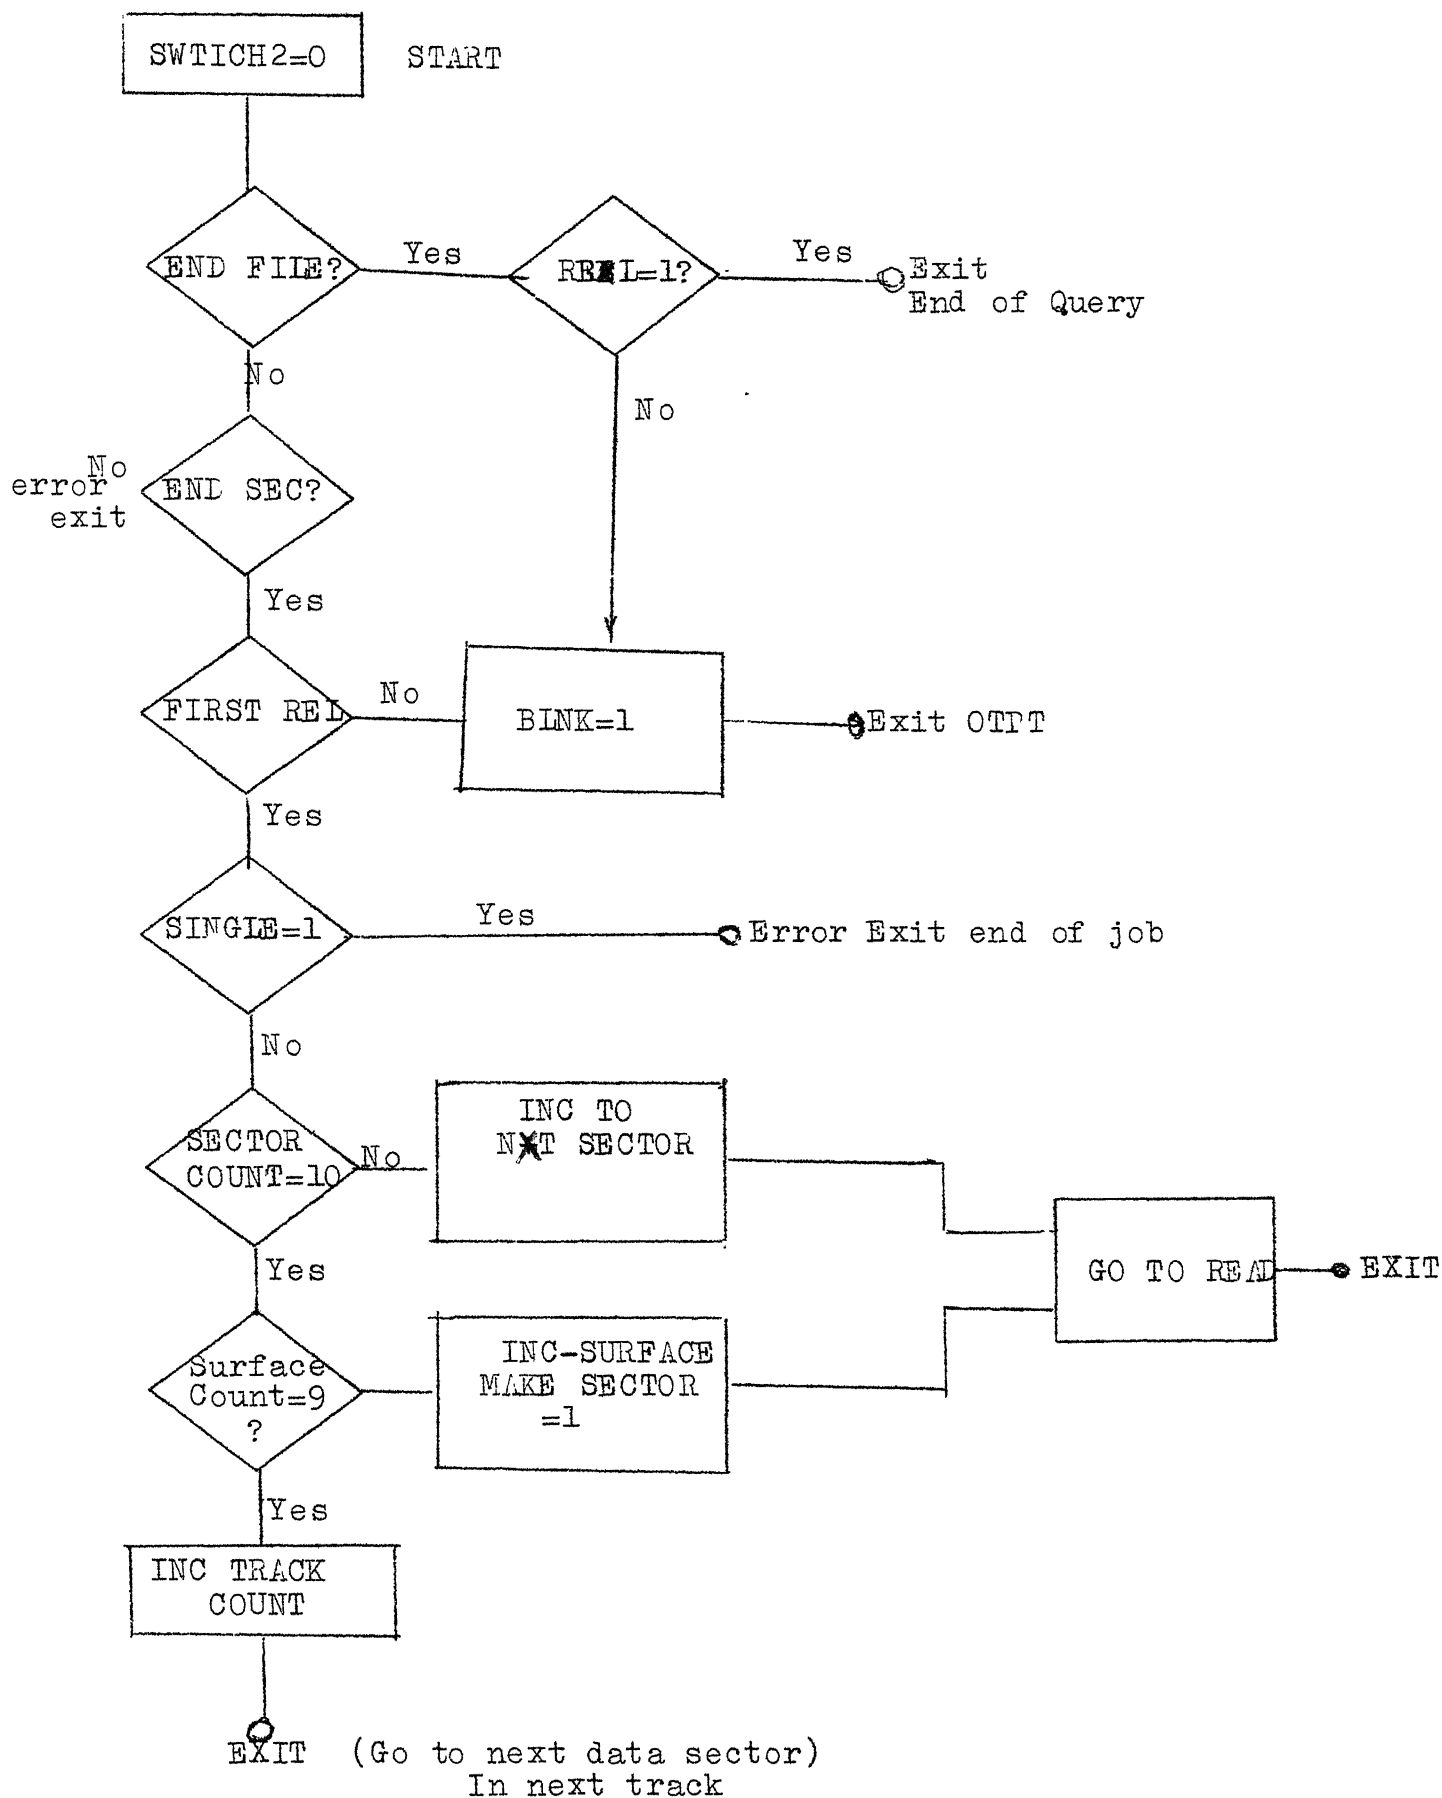 SWTICH2=0 START
END FILE?
Yes
=1?
Yes
Exit
End of Query
No
No
No
error
exit
END SEC?
Yes
FIRST REL
No
BLNK=1
Exit OTPT
Yes
SINGLE=1
Yes
Error Exit end of job
No
SECTOR
COUNT=10
No
INC TO
NXT SECTOR
Yes
GO TO READ
EXIT
Surface
Count=9
?
INC-SURFACE
MAKE SECTOR
=1
Yes
INC TRACK
COUNT
EXIT (Go to next data sector)
In next track